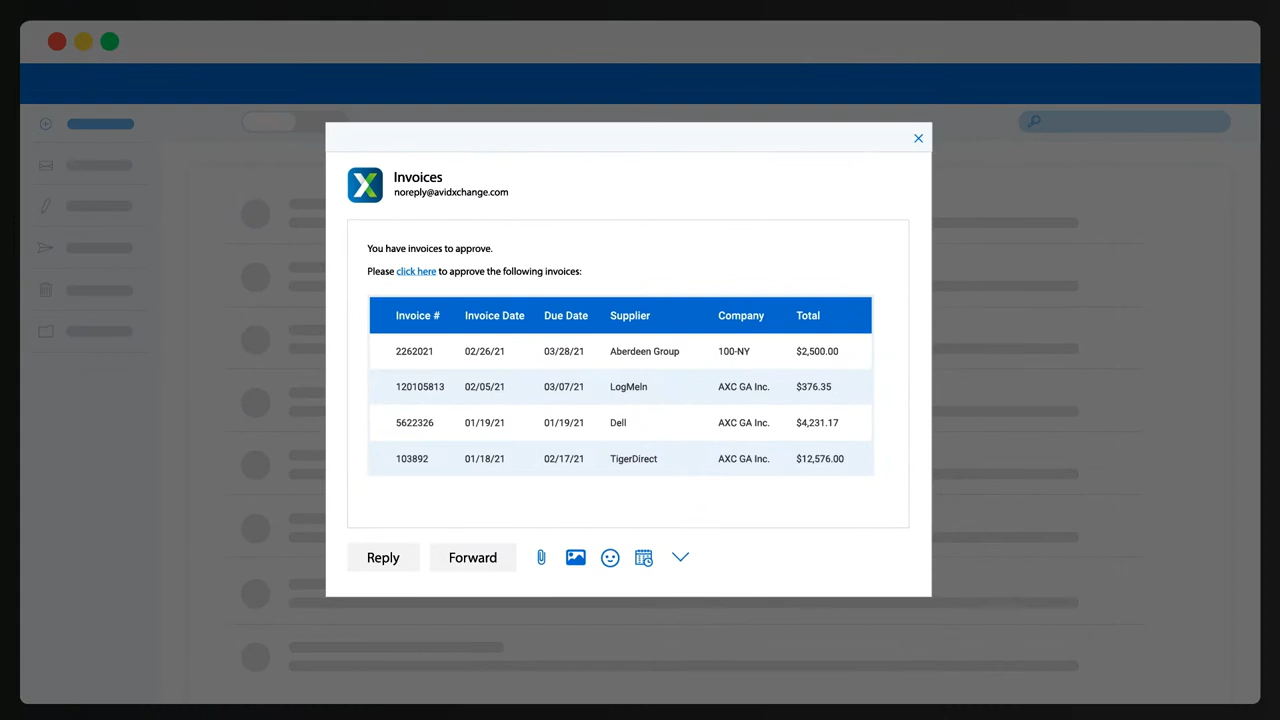 Invoices
noreply@avidxchange.com
You have invoices to approve.
Please click here to approve the following invoices:
Invoice # Invoice Date Due Date Supplier Company Total
2262021 02/26/21 03/28/21 Aberdeen Group 100-NY $2,500.00
120105813 02/05/21 03/07/21 LogMeIn AXC GA Inc. $376.35
5622326 01/19/21 01/19/21 Dell AXC GA Inc. $4,231.17
103892 01/18/21 02/17/21 TigerDirect AXC GA Inc. $12,576.00
Reply Forward